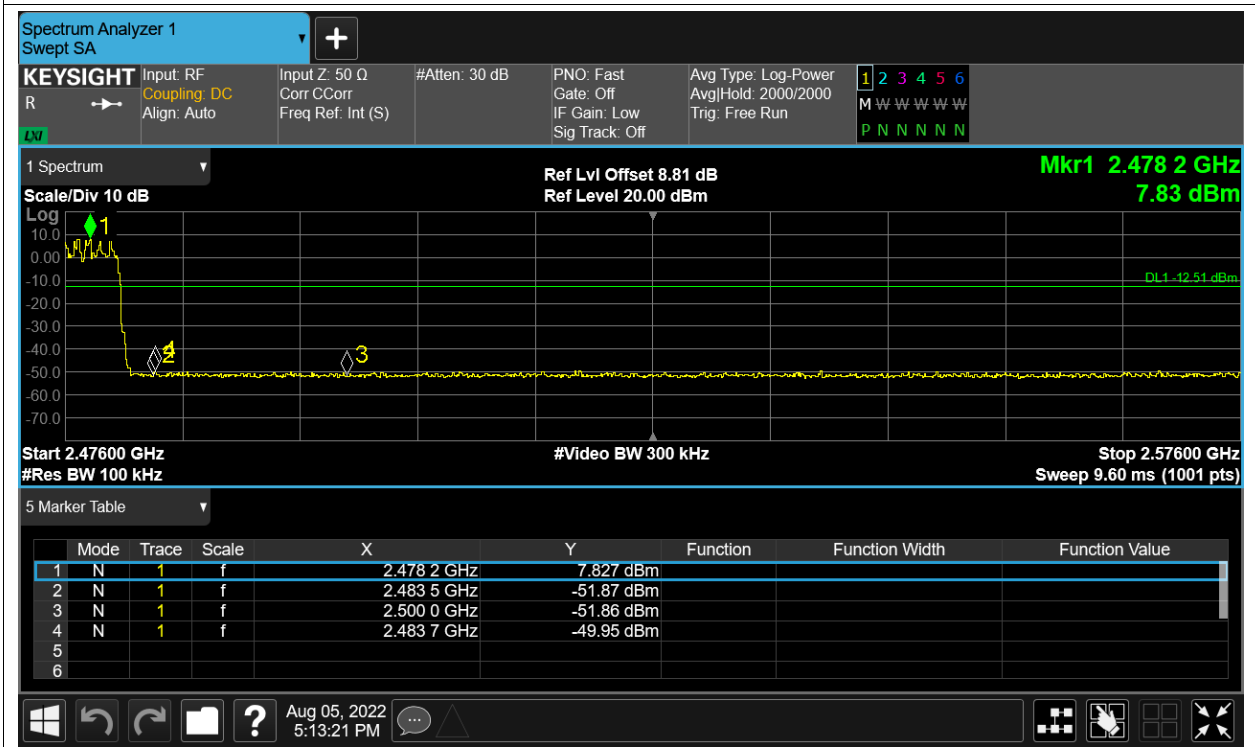 Spectrum Analyzer 1
Swept SA
KEYSIGHT Input: RF Input Z: 50 Ω #Atten: 30 dB PNO: Fast Avg Type: Log-Power 1 2 3 4 5 6
R Coupling: DC Corr CCorr Gate: Off Avg|Hold: 2000/2000 M W W W W W
Align: Auto Freq Ref: Int (S) IF Gain: Low Trig: Free Run
LXI Sig Track: Off P N N N N N
1 Spectrum Ref Lvl Offset 8.81 dB Mkr1 2.478 2 GHz
Scale/Div 10 dB Ref Level 20.00 dBm 7.83 dBm
Log
1
10.0
0.00
-10.0 DL1 -12.51 dBm
-20.0
-30.0
-40.0 2 4 3
-50.0
-60.0
-70.0
Start 2.47600 GHz #Video BW 300 kHz Stop 2.57600 GHz
#Res BW 100 kHz Sweep 9.60 ms (1001 pts)
5 Marker Table
Mode Trace Scale X Y Function Function Width Function Value
1 N 1 f 2.478 2 GHz 7.827 dBm
2 N 1 f 2.483 5 GHz -51.87 dBm
3 N 1 f 2.500 0 GHz -51.86 dBm
4 N 1 f 2.483 7 GHz -49.95 dBm
5
6
? Aug 05, 2022
5:13:21 PM